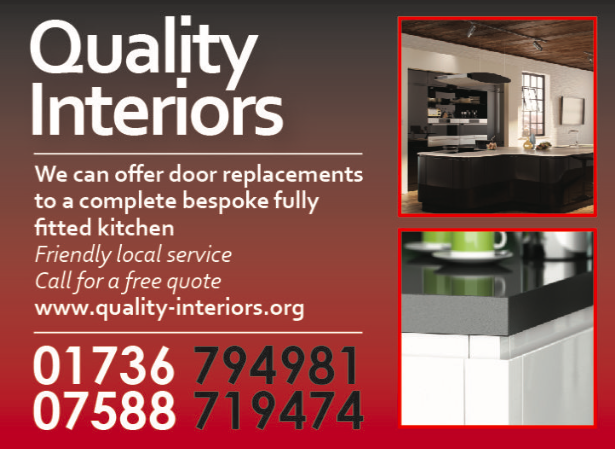 Quality
Interiors
We can offer door replacements
to a complete bespoke fully
fitted kitchen
Friendly local service
Call for a free quote
www.quality-interiors.org
01736 794981
07588 719474